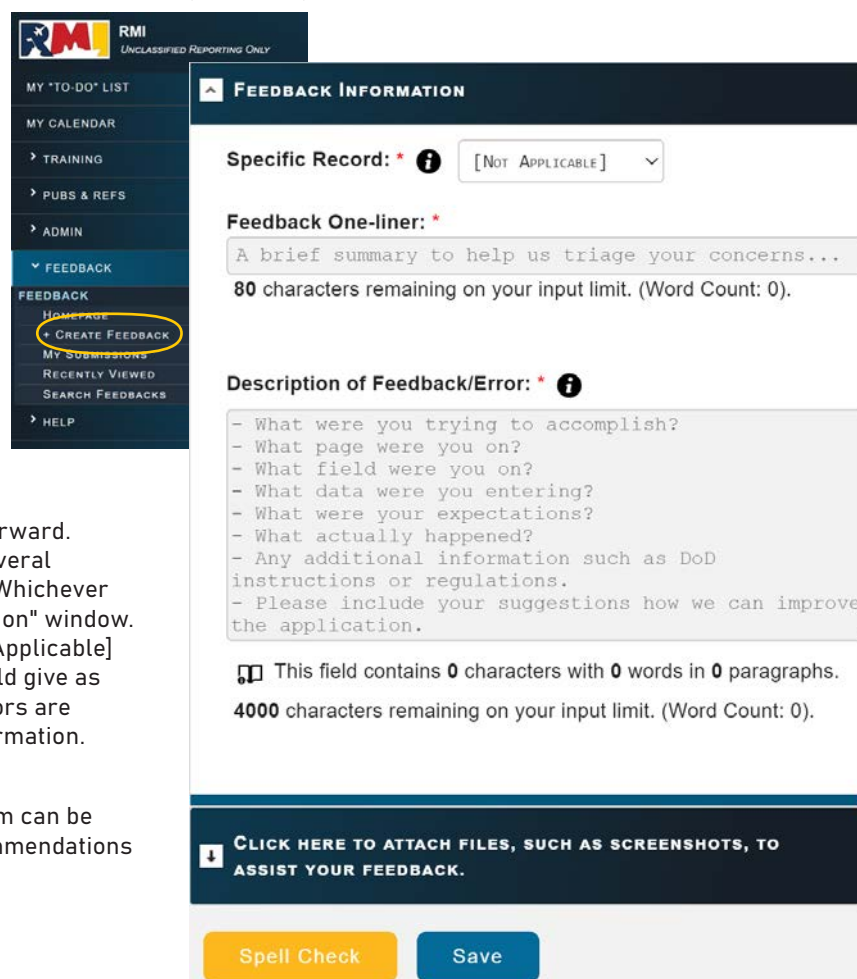 RMI
RMI
Unclassified Reporting Only
MY "TO-DO" LIST
MY CALENDAR
TRAINING
PUBS & REFS
ADMIN
FEEDBACK
FEEDBACK
Homepage
+ Create Feedback
My Submissions
Recently Viewed
Search Feedbacks
HELP
Feedback Information
Specific Record: * [Not Applicable]
Feedback One-liner: *
A brief summary to help us triage your concerns...
80 characters remaining on your input limit. (Word Count: 0).
Description of Feedback/Error: *
- What were you trying to accomplish?
- What page were you on?
- What field were you on?
- What data were you entering?
- What were your expectations?
- What actually happened?
- Any additional information such as DoD
instructions or regulations.
- Please include your suggestions how we can improve
the application.
This field contains 0 characters with 0 words in 0 paragraphs.
4000 characters remaining on your input limit. (Word Count: 0).
Click here to attach files, such as screenshots, to
assist your feedback.
Spell Check Save
rward.
veral
Whichever
on" window.
Applicable]
ld give as
ors are
rmation.
m can be
mmendations